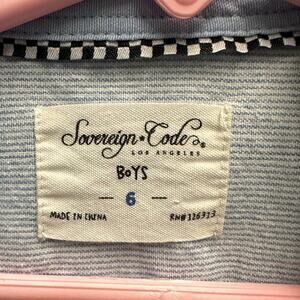 Sovereign Code®
LOS ANGELES
BOYS
— 6 —
MADE IN CHINA RN# 126313